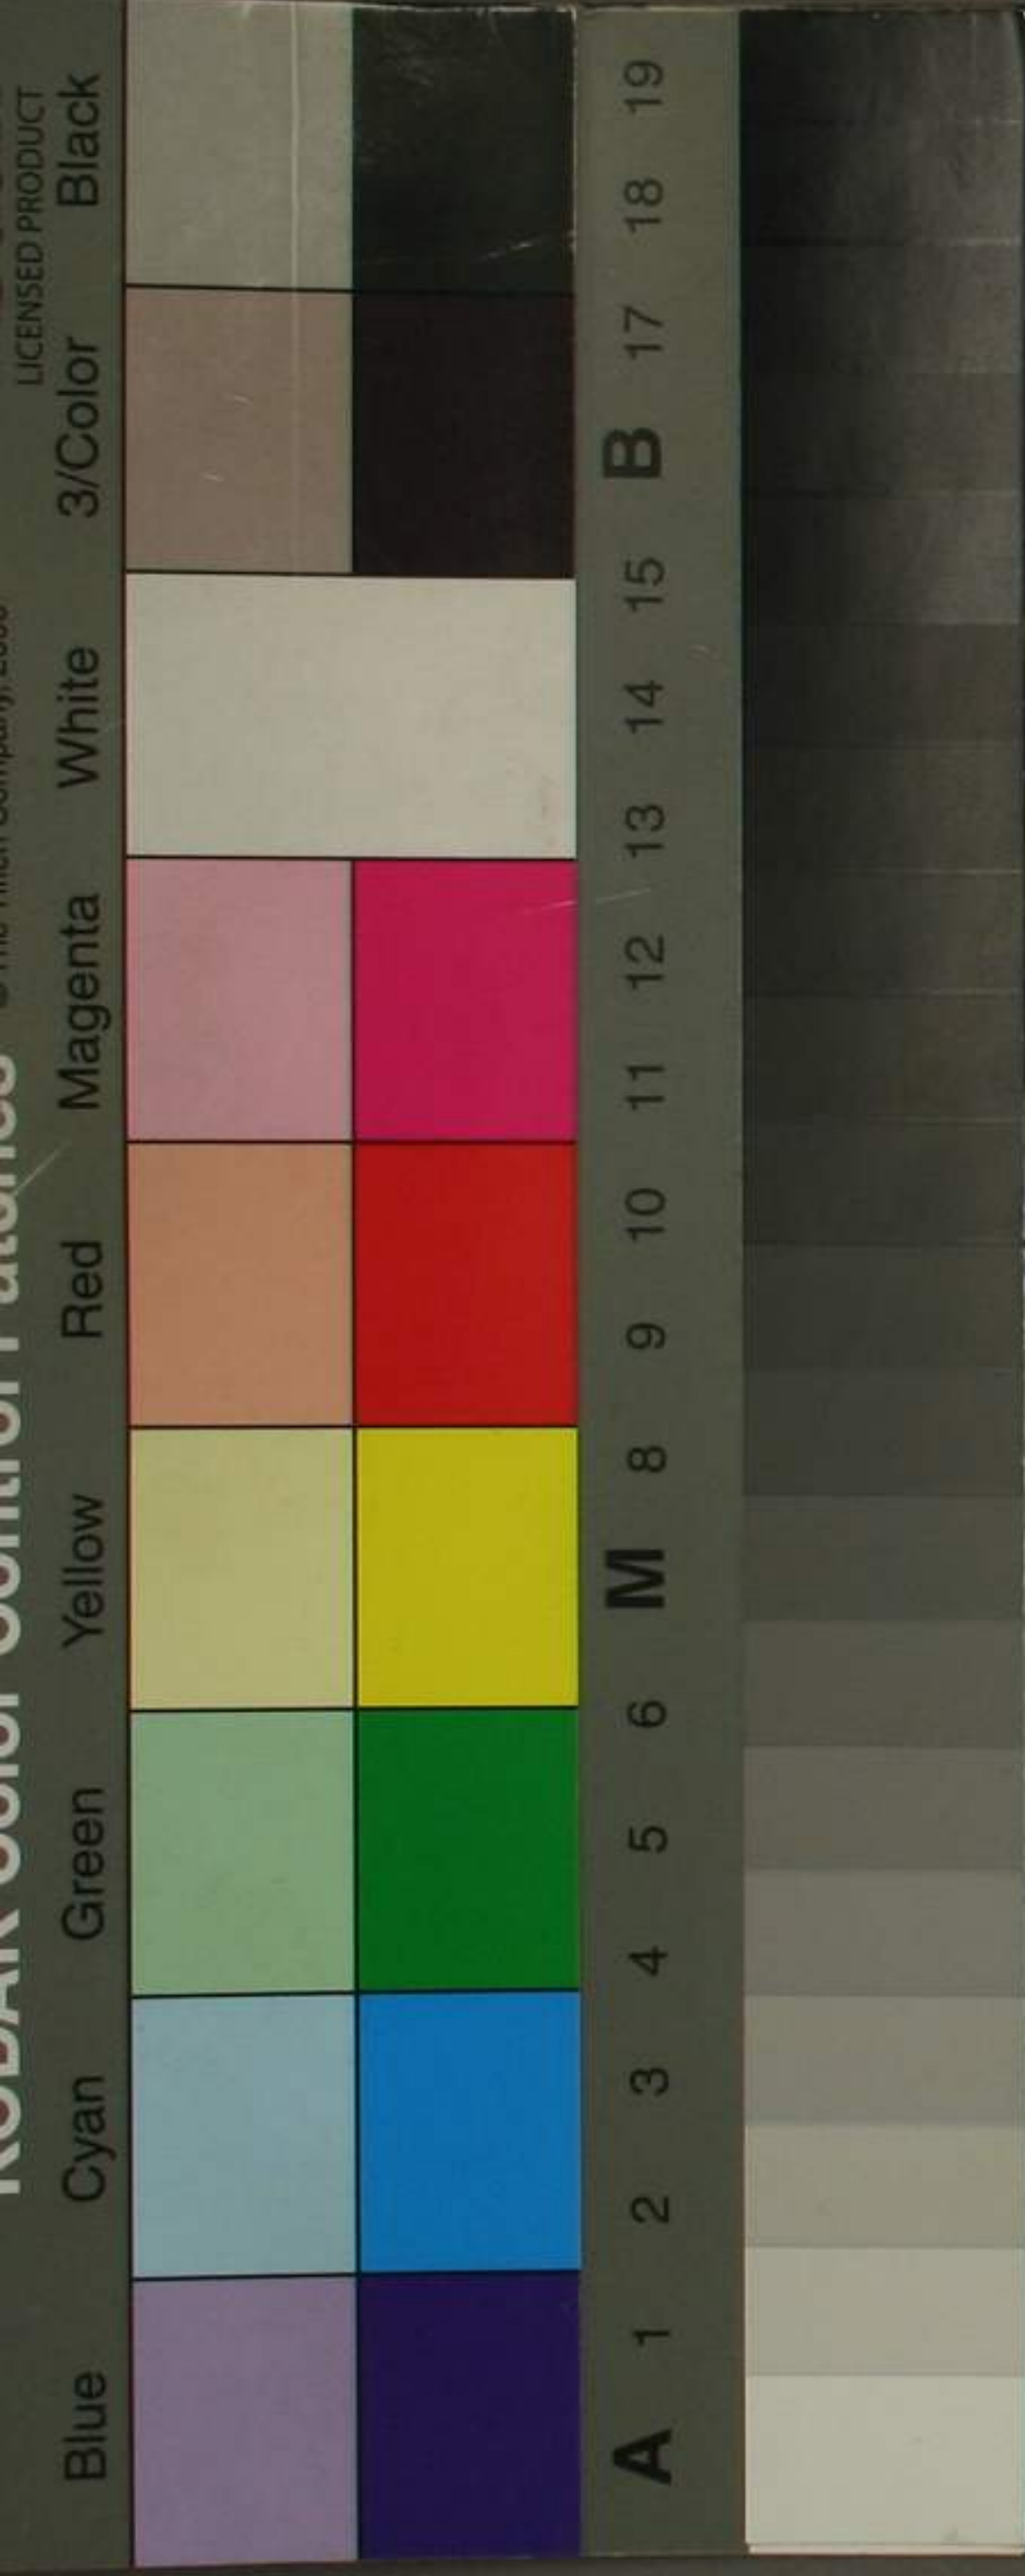 KODAK Color Control Patches
LICENSED PRODUCT
Blue Cyan Green Yellow Red Magenta White 3/Color Black
A 1 2 3 4 5 6 M 8 9 10 11 12 13 14 15 B 17 18 19